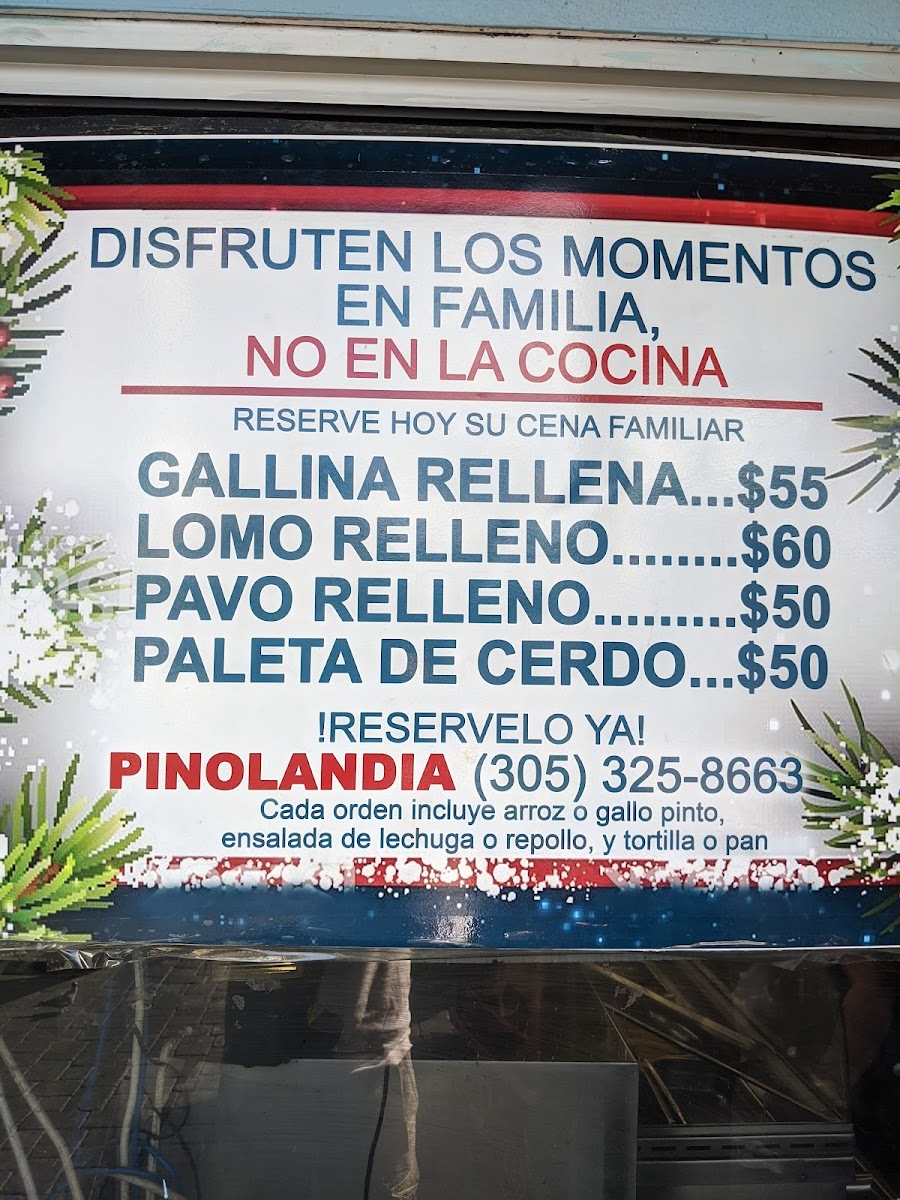 DISFRUTEN LOS MOMENTOS
EN FAMILIA,
NO EN LA COCINA
RESERVE HOY SU CENA FAMILIAR
GALLINA RELLENA...$55
LOMO RELLENO........$60
PAVO RELLENO.........$50
PALETA DE CERDO...$50
!RESERVELO YA!
PINOLANDIA (305) 325-8663
Cada orden incluye arroz o gallo pinto,
ensalada de lechuga o repollo, y tortilla o pan